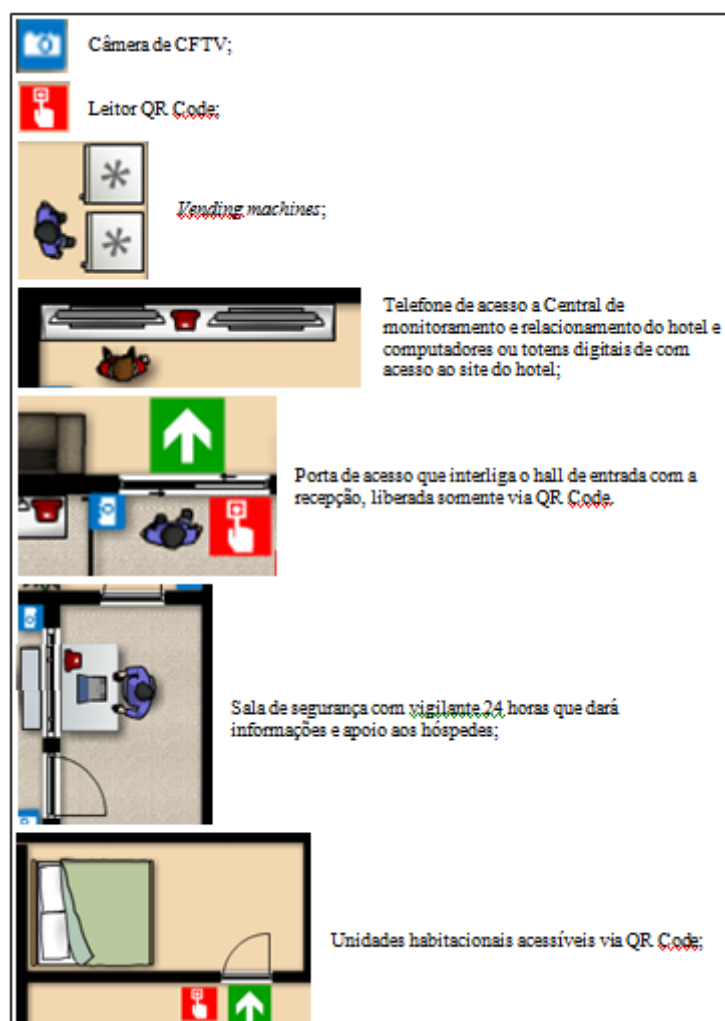 Câmera de CFTV;
Leitor QR Code;
Vending machines;
Telefone de acesso a Central de
monitoramento e relacionamento do hotel e
computadores ou totens digitais de com
acesso ao site do hotel;
Porta de acesso que interliga o hall de entrada com a
recepção, liberada somente via QR Code.
Sala de segurança com vigilante 24 horas que dará
informações e apoio aos hóspedes;
Unidades habitacionais acessíveis via QR Code;